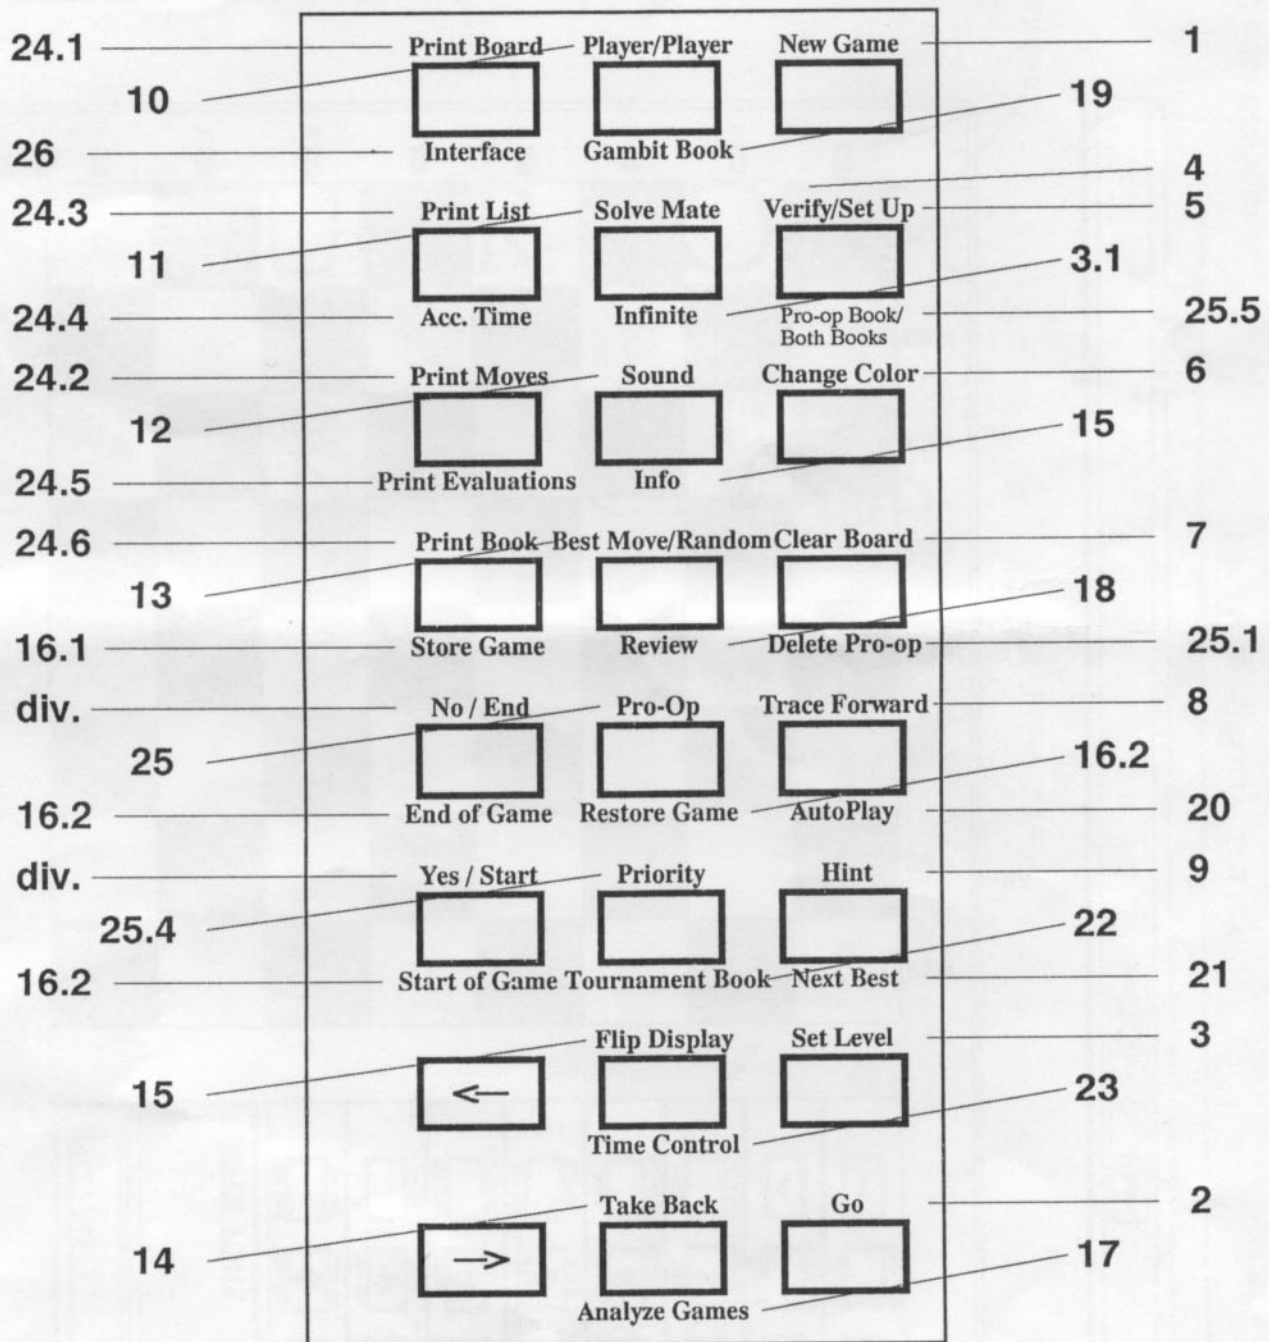 24.1 Print Board Player/Player New Game 1
10 19
26 Interface Gambit Book
4
24.3 Print List Solve Mate Verify/Set Up 5
11 3.1
24.4 Acc. Time Infinite Pro-op Book/ 25.5
Both Books
24.2 Print Moves Sound Change Color 6
12 15
24.5 Print Evaluations Info
24.6 Print Book Best Move/Random Clear Board 7
13 18
16.1 Store Game Review Delete Pro-op 25.1
div. No / End Pro-Op Trace Forward 8
25 16.2
16.2 End of Game Restore Game AutoPlay 20
div. Yes / Start Priority Hint 9
25.4 22
16.2 Start of Game Tournament Book Next Best 21
Flip Display Set Level 3
15 ← 23
Time Control
Take Back Go 2
14 → 17
Analyze Games